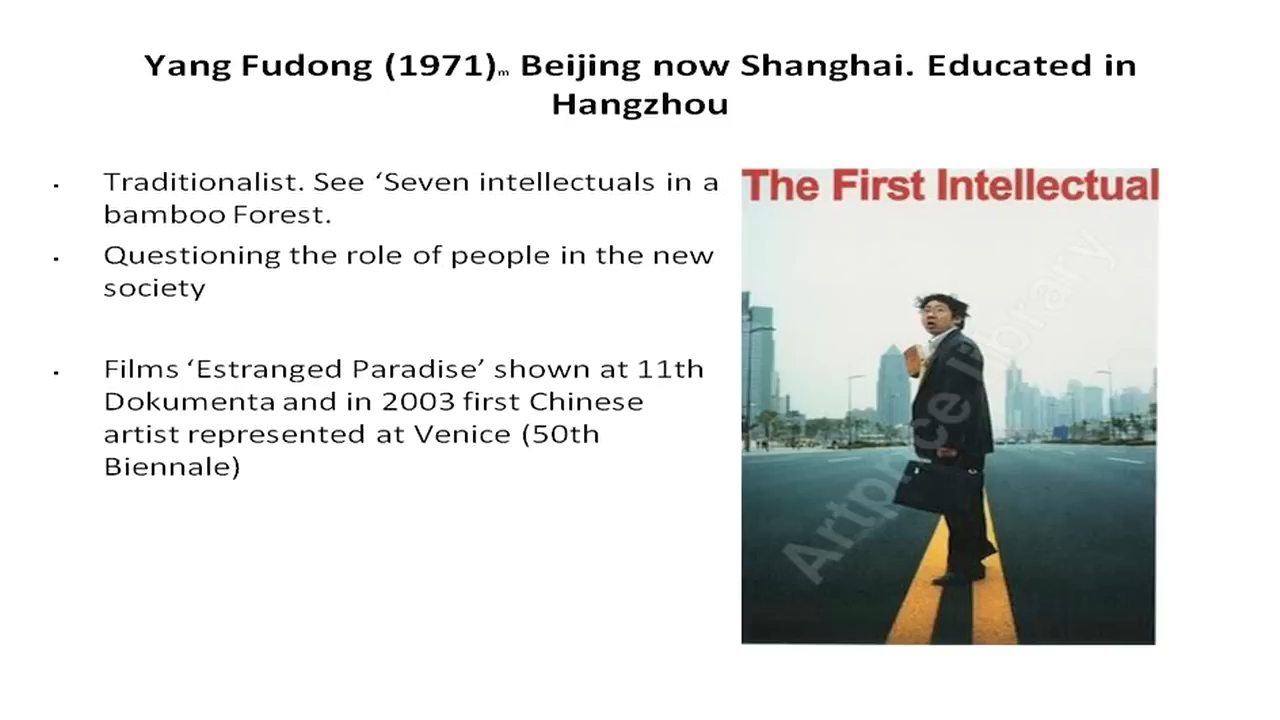 Yang Fudong (1971)m Beijing now Shanghai. Educated in
Hangzhou
▪ Traditionalist. See ‘Seven intellectuals in a
bamboo Forest.
▪ Questioning the role of people in the new
society
▪ Films ‘Estranged Paradise’ shown at 11th
Dokumenta and in 2003 first Chinese
artist represented at Venice (50th
Biennale)
The First Intellectual
Artprice library